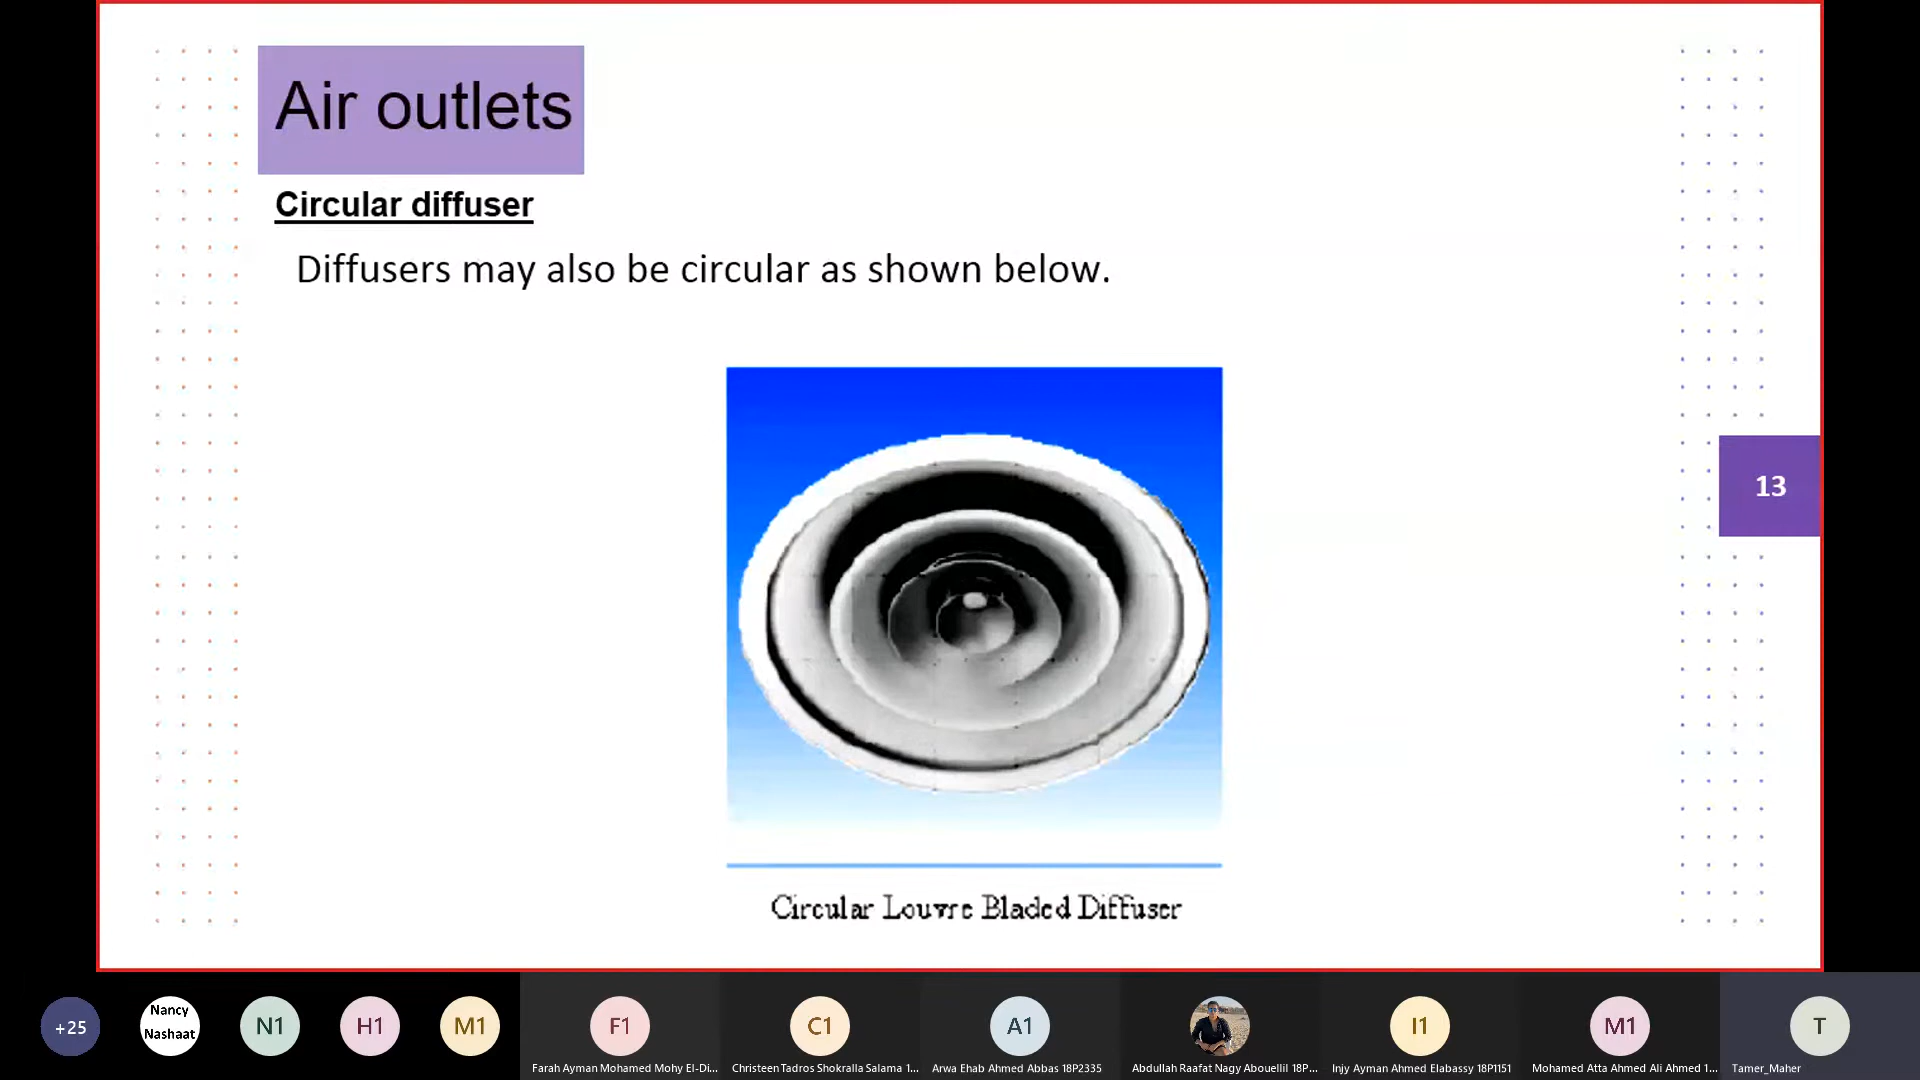 Air outlets
Circular diffuser
Diffusers may also be circular as shown below.
13
Circular Louvre Bladed Diffuser
+25
Nancy
Nashaat
N1
H1
M1
F1
C1
A1
I1
M1
T
Farah Ayman Mohamed Mohy El-Di...
Christeen Tadros Shokralla Salama 1...
Arwa Ehab Ahmed Abbas 18P2335
Abdullah Raafat Nagy Abouellil 18P...
Injy Ayman Ahmed Elabassy 18P1151
Mohamed Atta Ahmed Ali Ahmed 1...
Tamer_Maher